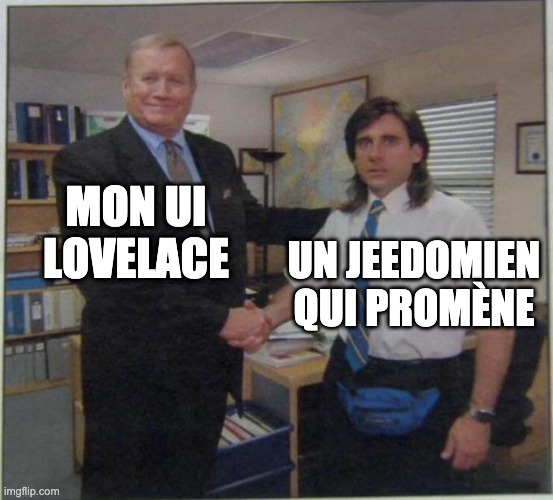 MON UI
LOVELACE
UN JEEDOMIEN
QUI PROMÈNE
imgflip.com